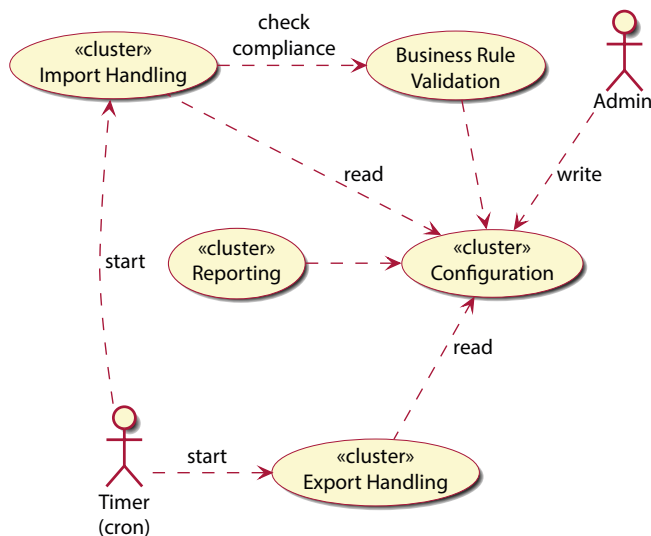 check
compliance
«cluster»
Import Handling
Business Rule
Validation
Admin
read
write
start
«cluster»
Reporting
«cluster»
Configuration
read
start
«cluster»
Export Handling
Timer
(cron)